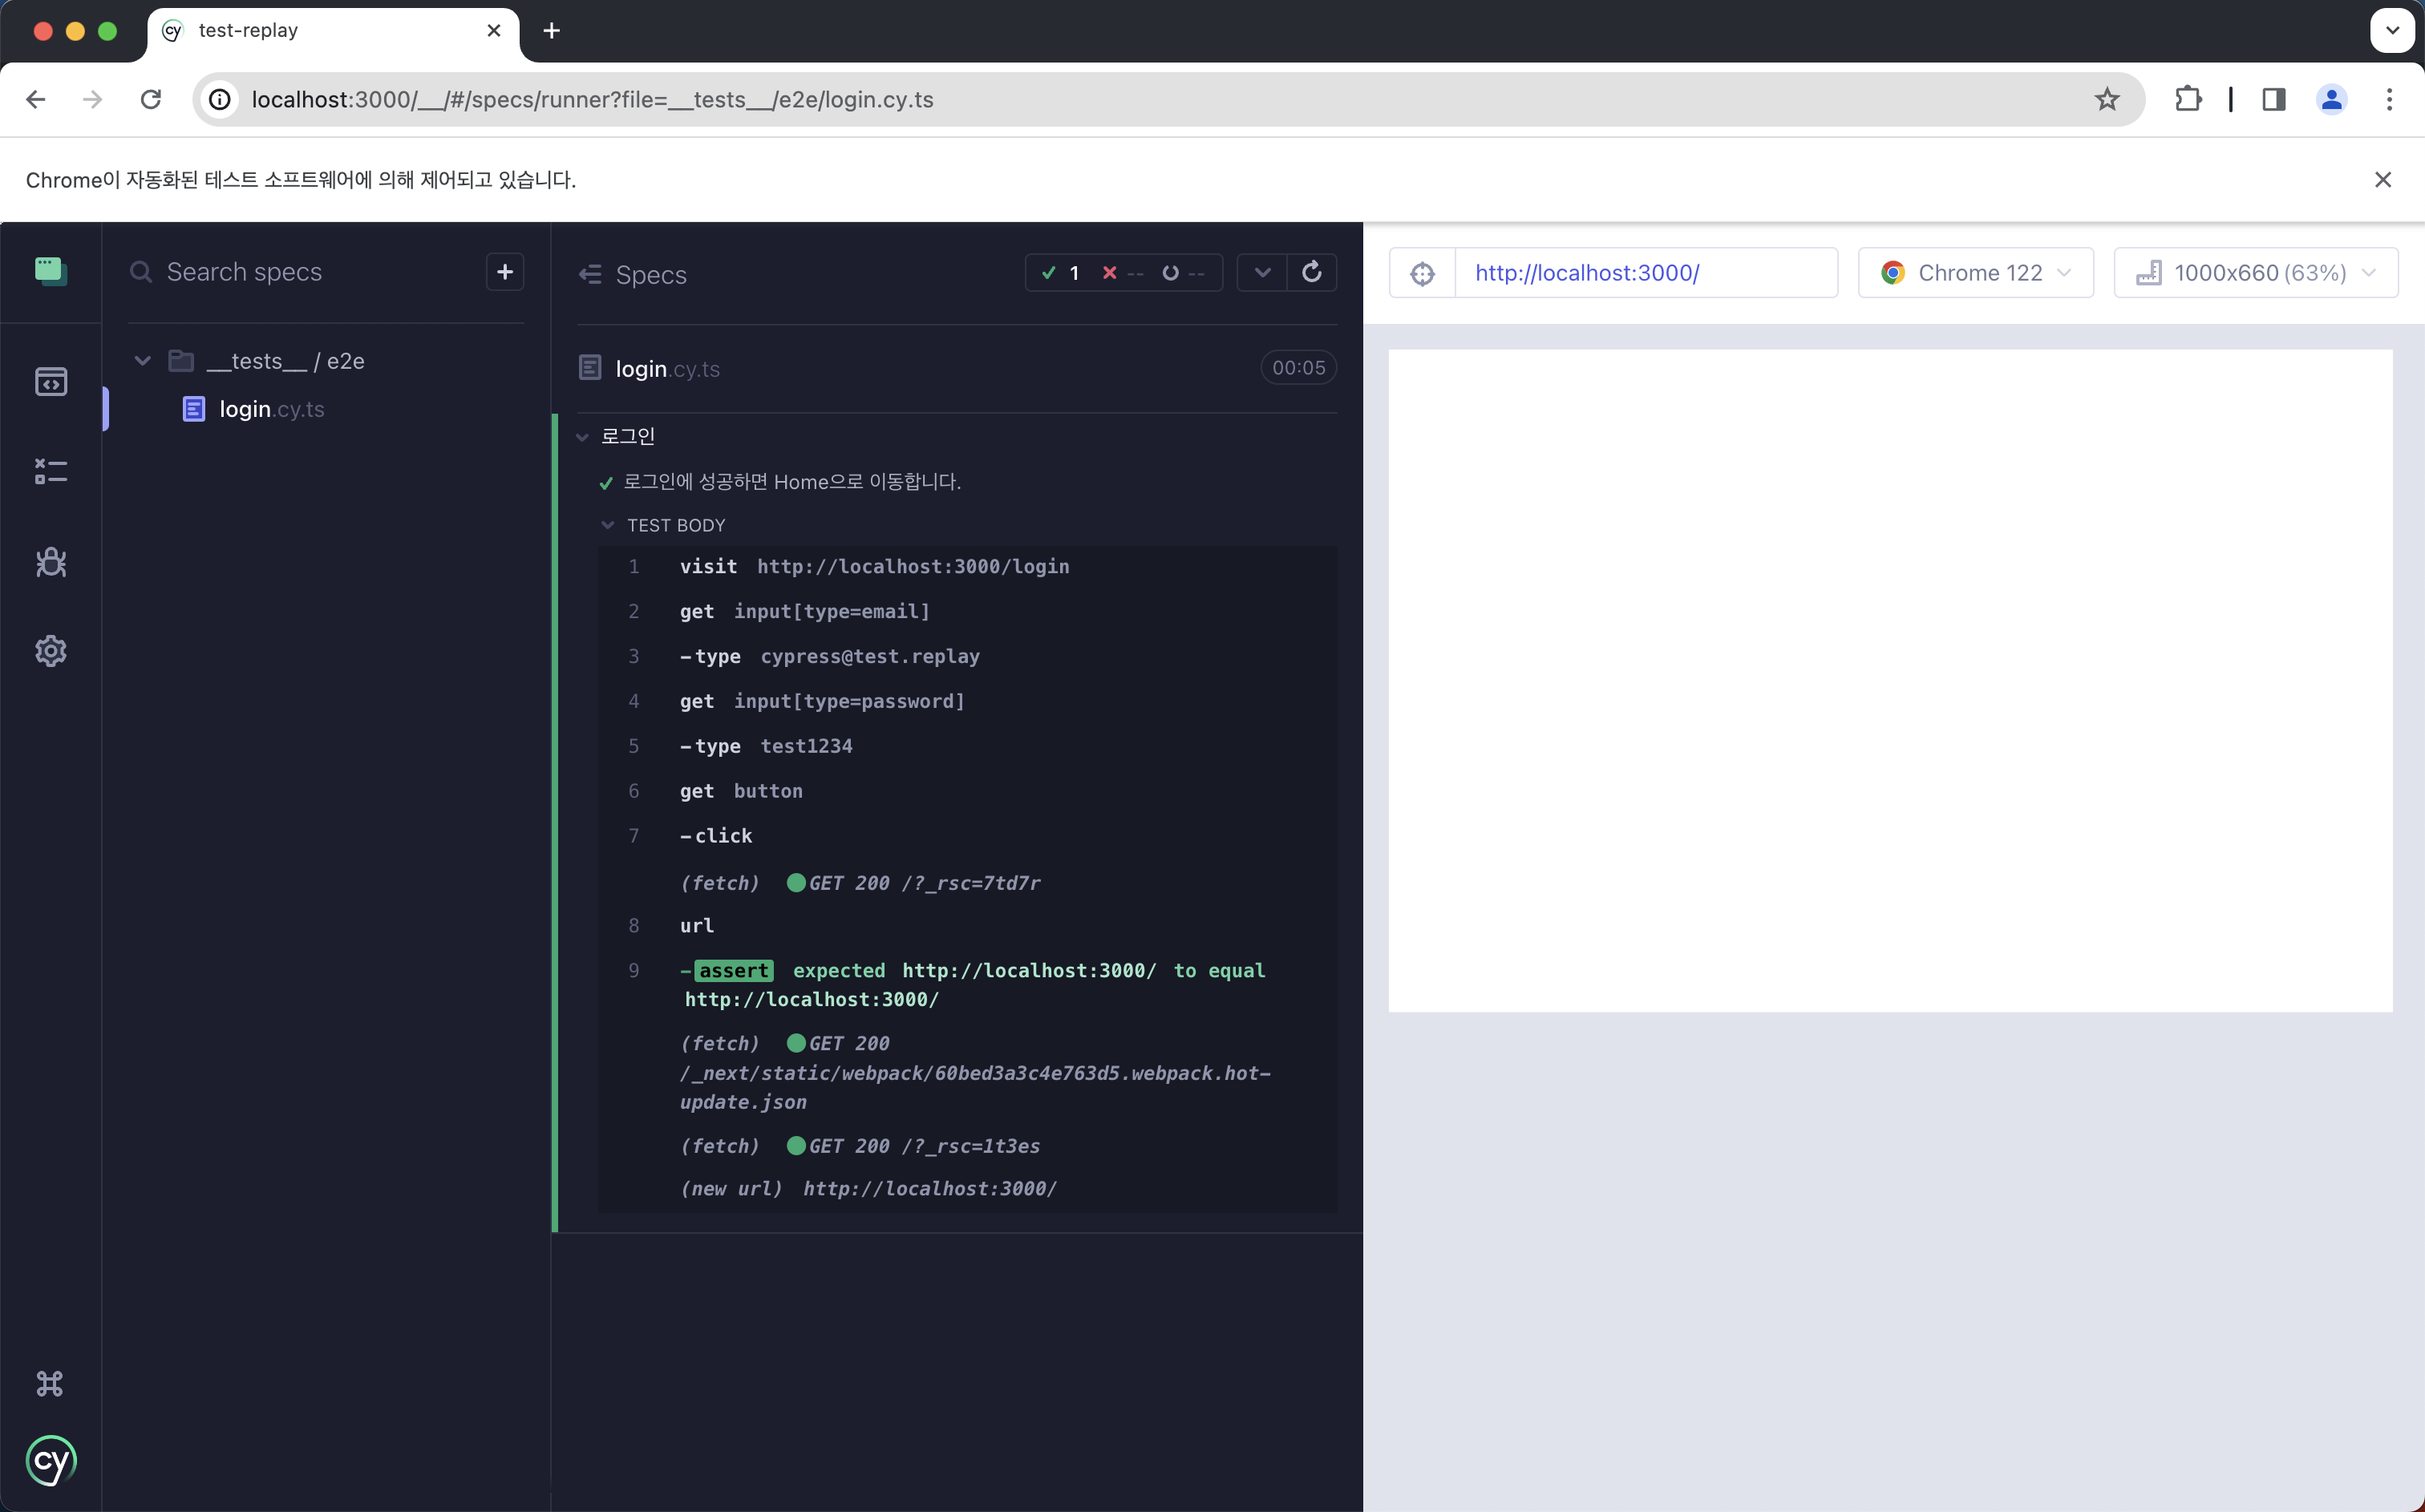 cy test-replay
localhost:3000/__/#/specs/runner?file=__tests__/e2e/login.cy.ts
Chrome이 자동화된 테스트 소프트웨어에 의해 제어되고 있습니다.
Search specs
__tests__ / e2e
login.cy.ts
cy
Specs
1 -- --
login.cy.ts 00:05
로그인
로그인에 성공하면 Home으로 이동합니다.
TEST BODY
1 visit http://localhost:3000/login
2 get input[type=email]
3 -type cypress@test.replay
4 get input[type=password]
5 -type test1234
6 get button
7 -click
(fetch) GET 200 /?_rsc=7td7r
8 url
9 -assert expected http://localhost:3000/ to equal
http://localhost:3000/
(fetch) GET 200
/_next/static/webpack/60bed3a3c4e763d5.webpack.hot-
update.json
(fetch) GET 200 /?_rsc=1t3es
(new url) http://localhost:3000/
http://localhost:3000/
Chrome 122
1000x660 (63%)